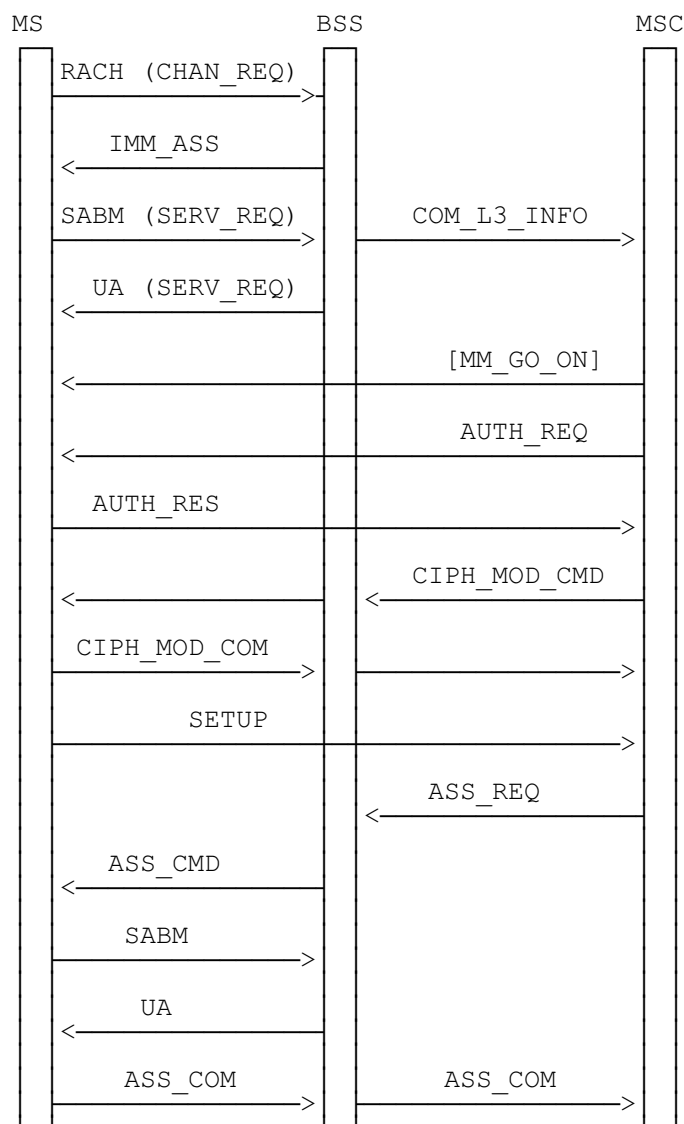 MS BSS MSC
RACH (CHAN_REQ)
IMM_ASS
SABM (SERV_REQ) COM_L3_INFO
UA (SERV_REQ)
[MM_GO_ON]
AUTH_REQ
AUTH_RES
CIPH_MOD_CMD
CIPH_MOD_COM
SETUP
ASS_REQ
ASS_CMD
SABM
UA
ASS_COM ASS_COM